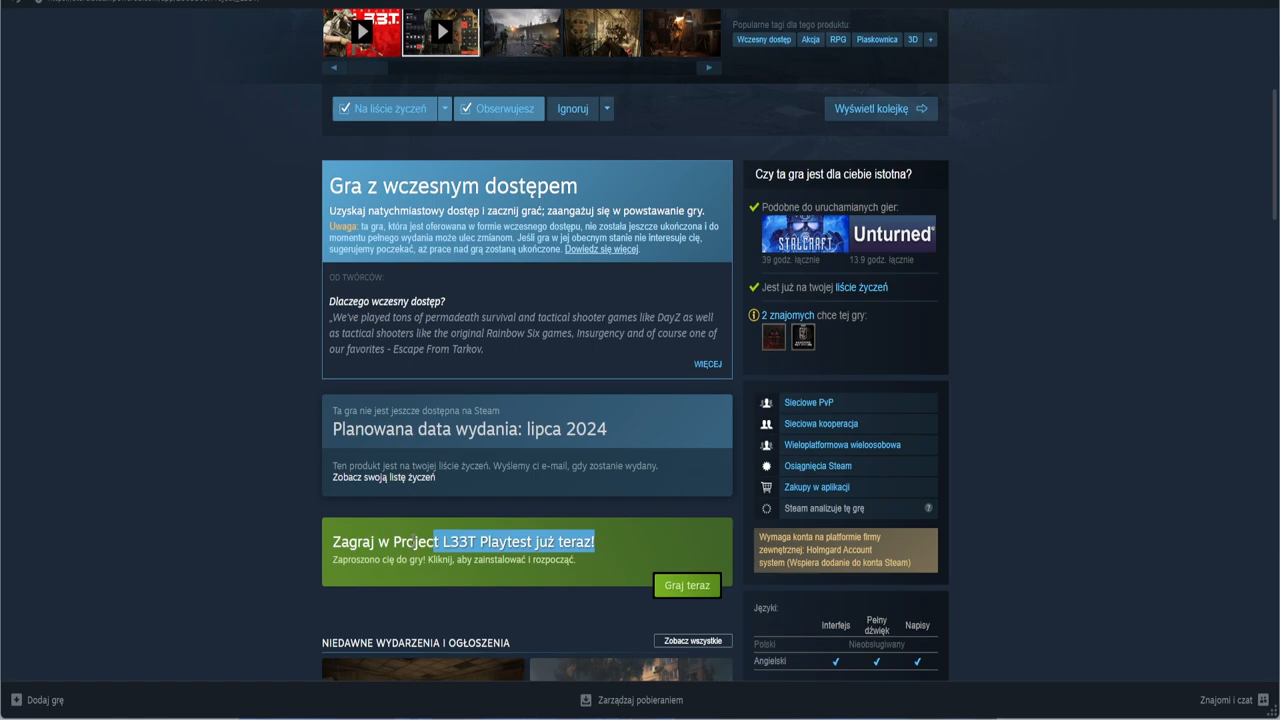 L33T
Popularne tagi dla tego produktu:
Wczesny dostęp Akcja RPG Piaskownica 3D +
Na liście życzeń Obserwujesz Ignoruj Wyświetl kolejkę
Gra z wczesnym dostępem
Uzyskaj natychmiastowy dostęp i zacznij grać; zaangażuj się w powstawanie gry.
Uwaga: ta gra, która jest oferowana w formie wczesnego dostępu, nie została jeszcze ukończona i do
momentu pełnego wydania może ulec zmianom. Jeśli gra w jej obecnym stanie nie interesuje cię,
sugerujemy poczekać, aż prace nad grą zostaną ukończone. Dowiedz się więcej.
OD TWÓRCÓW:
Dlaczego wczesny dostęp?
„We've played tons of permadeath survival and tactical shooter games like DayZ as well
as tactical shooters like the original Rainbow Six games, Insurgency and of course one of
our favorites - Escape From Tarkov.
WIĘCEJ
Ta gra nie jest jeszcze dostępna na Steam
Planowana data wydania: lipca 2024
Ten produkt jest na twojej liście życzeń. Wyślemy ci e-mail, gdy zostanie wydany.
Zobacz swoją listę życzeń
Zagraj w Project L33T Playtest już teraz!
Zaproszono cię do gry! Kliknij, aby zainstalować i rozpocząć.
Graj teraz
NIEDAWNE WYDARZENIA I OGŁOSZENIA
Zobacz wszystkie
Czy ta gra jest dla ciebie istotna?
Podobne do uruchamianych gier:
STALCRAFT Unturned
39 godz. łącznie 13.9 godz. łącznie
Jest już na twojej liście życzeń
2 znajomych chce tej gry:
Sieciowe PvP
Sieciowa kooperacja
Wieloplatformowa wieloosobowa
Osiągnięcia Steam
Zakupy w aplikacji
Steam analizuje tę grę ?
Wymaga konta na platformie firmy
zewnętrznej: Holmgard Account
system (Wspiera dodanie do konta Steam)
Języki:
Interfejs Pełny dźwięk Napisy
Polski Nieobsługiwany
Angielski ✔ ✔ ✔
Dodaj grę Zarządzaj pobieraniem Znajomi i czat